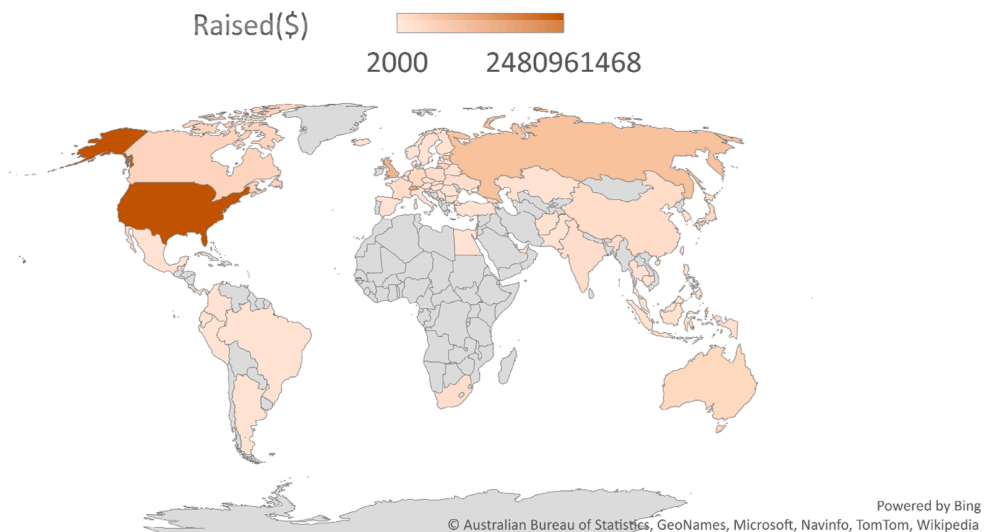 Raised($)
2000 2480961468
Powered by Bing
© Australian Bureau of Statistics, GeoNames, Microsoft, Navinfo, TomTom, Wikipedia